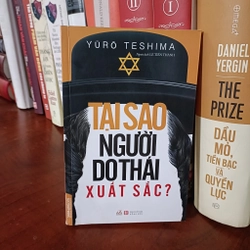 YŪRŌ TESHIMA
TẠI SAO
NGƯỜI
DO THÁI
XUẤT SẮC?
DANIEL
YERGIN
THE
PRIZE
DẦU
MỎ,
TIỀN BẠC
VÀ
QUYỀN
LỰC
II
I